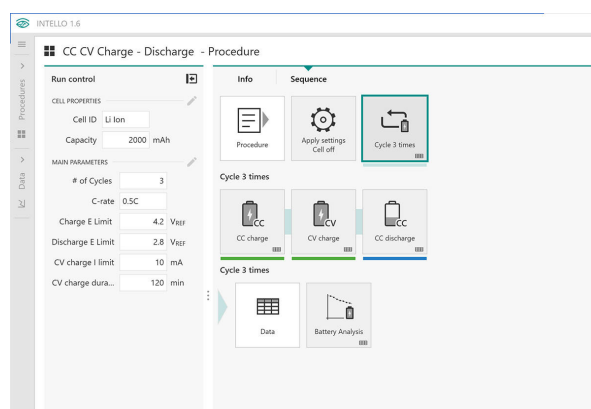 INTELLO 1.6
CC CV Charge - Discharge - Procedure
Procedures
Data
Run control
CELL PROPERTIES
Cell ID Li Ion
Capacity 2000 mAh
MAIN PARAMETERS
# of Cycles 3
C-rate 0.5C
Charge E Limit 4.2 VREF
Discharge E Limit 2.8 VREF
CV charge I limit 10 mA
CV charge dura... 120 min
Info Sequence
Procedure
Apply settings
Cell off
Cycle 3 times
Cycle 3 times
CC
CC charge
CV
CV charge
CC
CC discharge
Cycle 3 times
Data
Battery Analysis